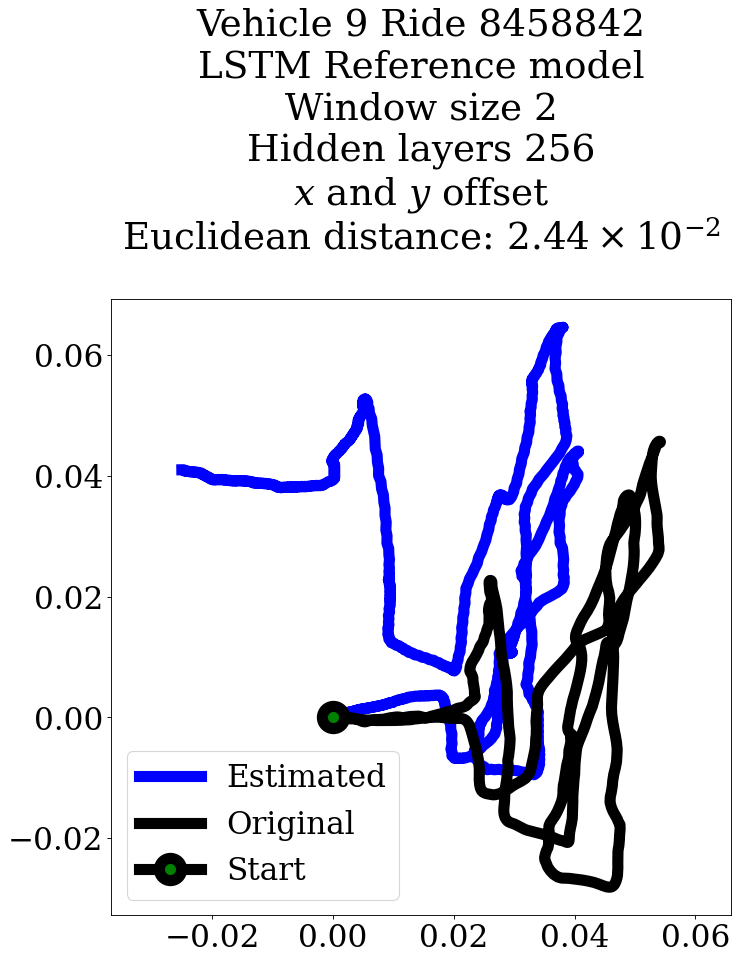 Vehicle 9 Ride 8458842
LSTM Reference model
Window size 2
Hidden layers 256
x and y offset
Euclidean distance: 2.44 × 10⁻²
0.06
0.04
0.02
0.00
−0.02
Estimated
Original
Start
−0.02 0.00 0.02 0.04 0.06